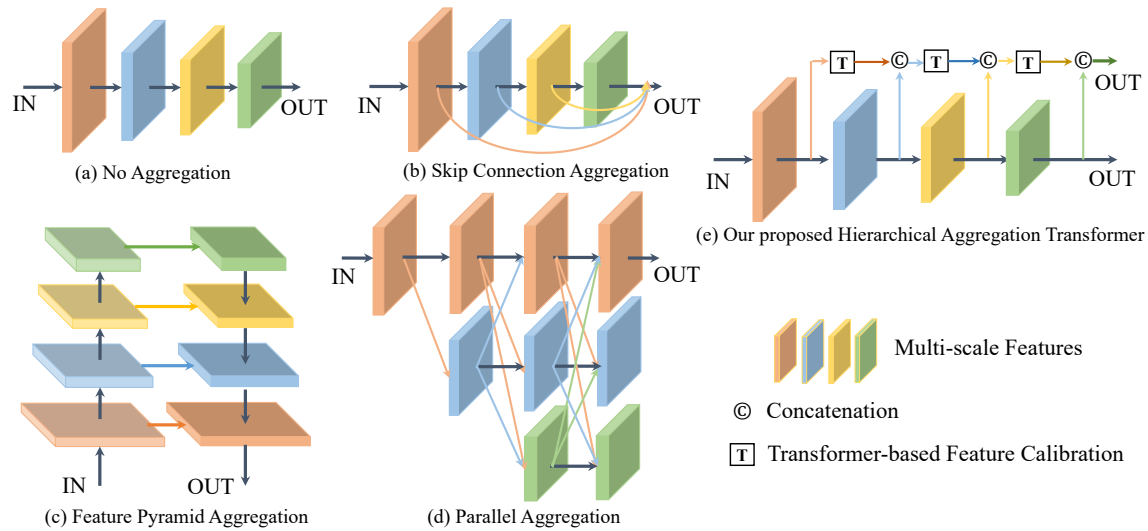 IN
OUT
(a) No Aggregation
IN
OUT
(b) Skip Connection Aggregation
T
©
T
©
T
©
OUT
IN
OUT
(e) Our proposed Hierarchical Aggregation Transformer
IN
OUT
(c) Feature Pyramid Aggregation
IN
OUT
(d) Parallel Aggregation
Multi-scale Features
© Concatenation
T Transformer-based Feature Calibration